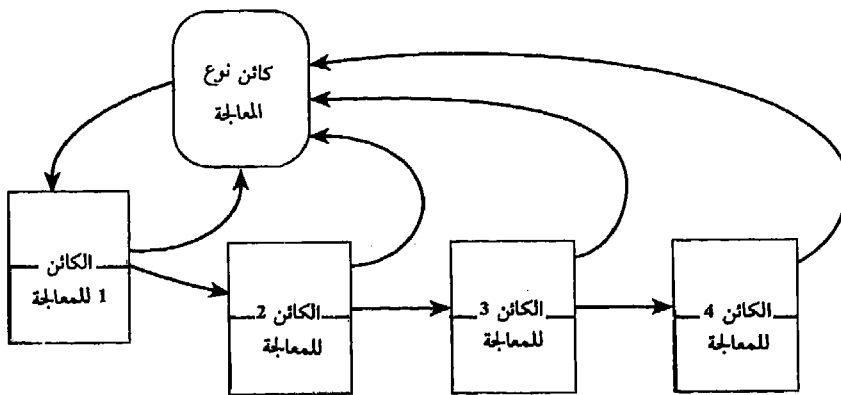 كائن نوع
المعالجة
الكائن
1 للمعالجة
الكائن 2
للمعالجة
الكائن 3
للمعالجة
الكائن 4
للمعالجة